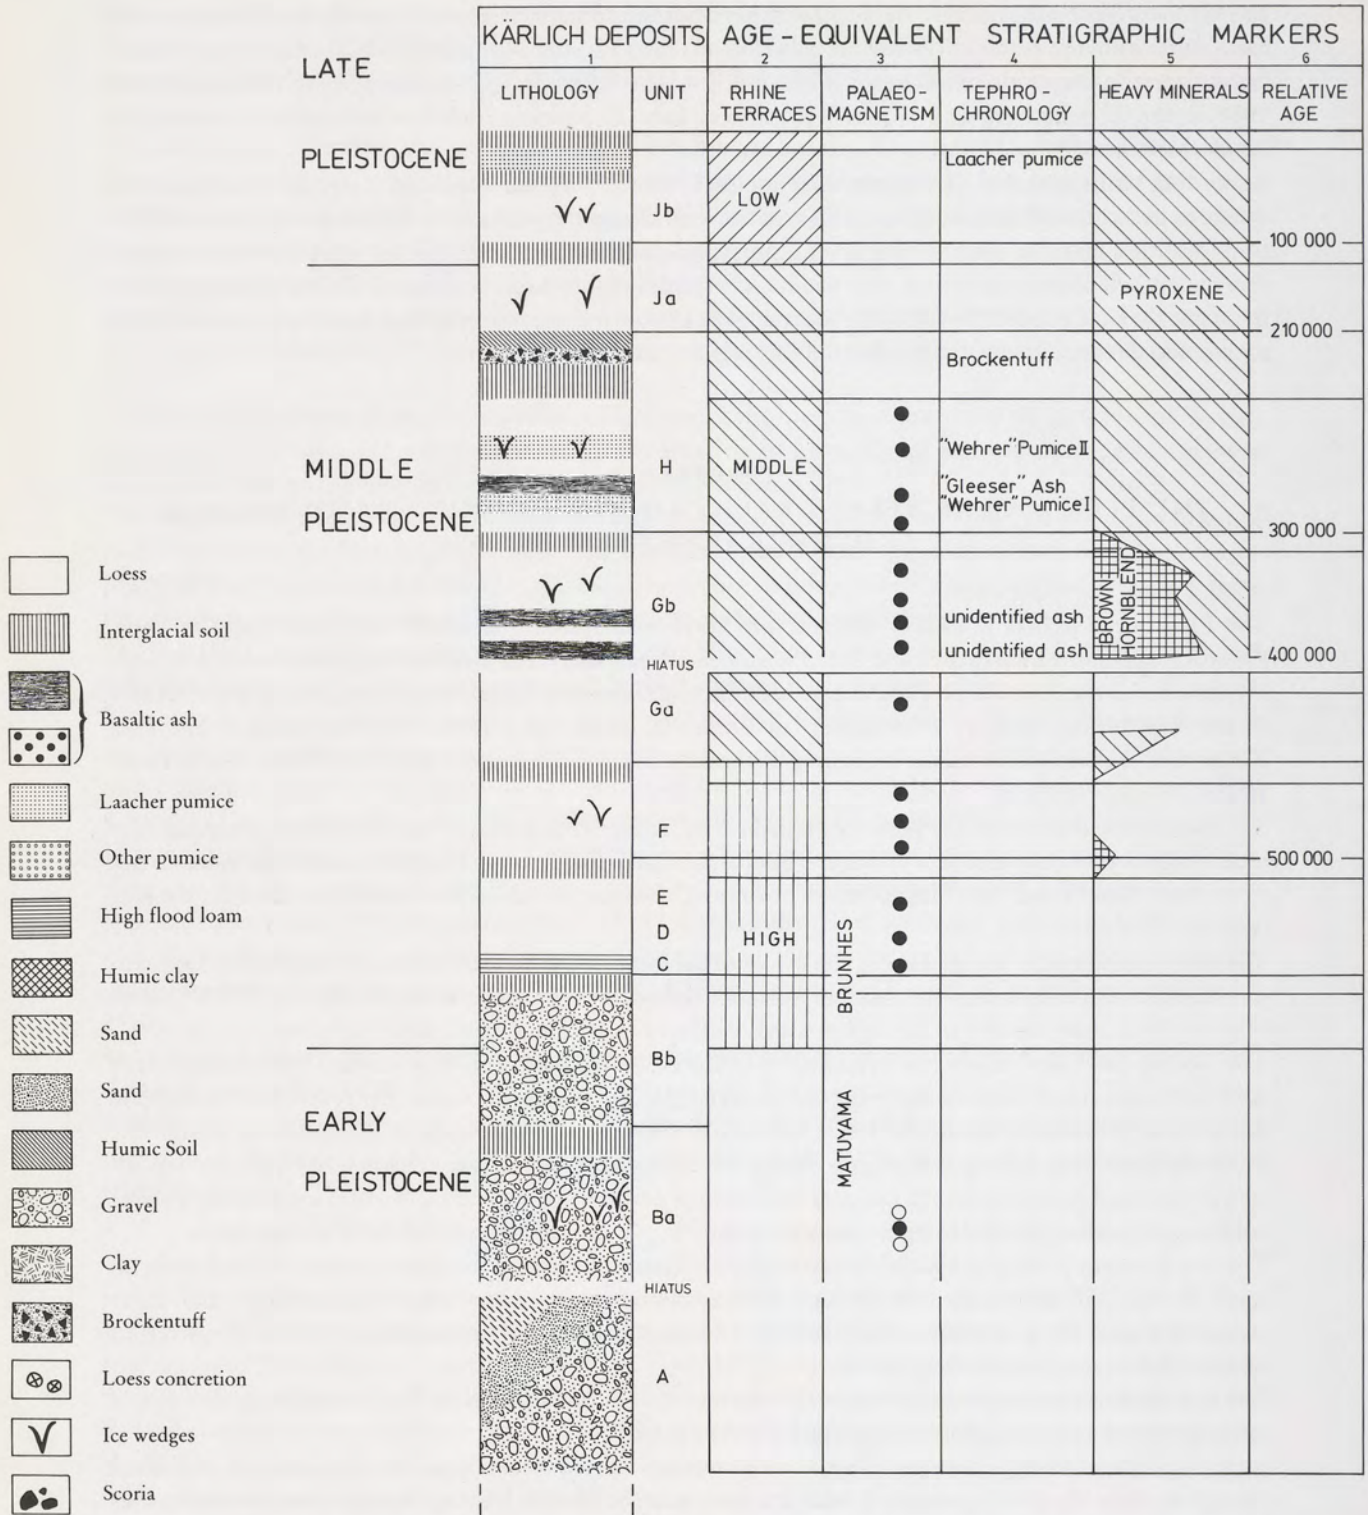 KÄRLICH DEPOSITS
AGE – EQUIVALENT STRATIGRAPHIC MARKERS
1
2
3
4
5
6
LITHOLOGY
UNIT
RHINE
TERRACES
PALAEO-
MAGNETISM
TEPHRO-
CHRONOLOGY
HEAVY MINERALS
RELATIVE
AGE
LATE
PLEISTOCENE
MIDDLE
PLEISTOCENE
EARLY
PLEISTOCENE
Jb
Ja
H
Gb
HIATUS
Ga
F
E
D
C
Bb
Ba
HIATUS
A
LOW
MIDDLE
HIGH
BRUNHES
MATUYAMA
Laacher pumice
Brockentuff
"Wehrer" Pumice II
"Gleeser" Ash
"Wehrer" Pumice I
unidentified ash
unidentified ash
PYROXENE
BROWN
HORNBLEND
100 000
210 000
300 000
400 000
500 000
Loess
Interglacial soil
Basaltic ash
Laacher pumice
Other pumice
High flood loam
Humic clay
Sand
Sand
Humic Soil
Gravel
Clay
Brockentuff
Loess concretion
Ice wedges
Scoria